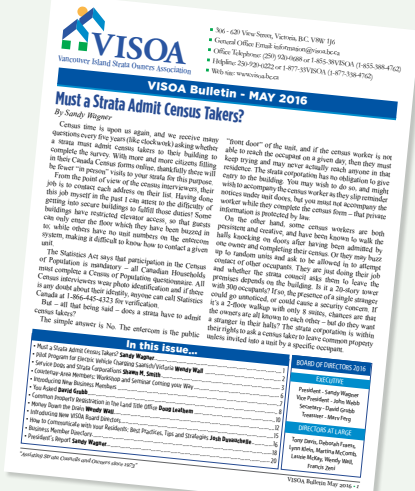 VISOA
Vancouver Island Strata Owners Association
306 - 620 View Street, Victoria, B.C. V8W 1J6
General Office Email: information@visoa.bc.ca
Office Telephone: (250) 920-0688 or 1-855-38VISOA (1-855-388-4762)
Helpline: 250-920-0222 or 1-877-33VISOA (1-877-338-4762)
Web site: www.visoa.bc.ca
VISOA Bulletin - MAY 2016
Must a Strata Admit Census Takers?
By Sandy Wagner
Census time is upon us again, and we receive many
questions every five years (like clockwork) asking whether
a strata must admit census takers to their building to
complete the survey. With more and more citizens filling
in their Canada Census forms online, thankfully there will
be fewer "in person" visits to your strata for this purpose.
From the point of view of the census interviewers, their
job is to contact each address on their list. Having done
this job myself in the past I can attest to the difficulty of
getting into secure buildings to fulfill those duties! Some
buildings have restricted elevator access, so that guests
can only enter the floor which they have been buzzed in
to; while others have no unit numbers on the entercom
system, making it difficult to know how to contact a given
unit.
The Statistics Act says that participation in the Census
of Population is mandatory – all Canadian Households
must complete a Census of Population questionnaire. All
Census interviewers wear photo identification and if there
is any doubt about their identity, anyone can call Statistics
Canada at 1-866-445-4323 for verification.
But – all that being said – does a strata have to admit
census takers?
The simple answer is No. The entercom is the public
"front door" of the unit, and if the census worker is not
able to reach the occupant on a given day, then they must
keep trying and may never actually reach anyone in that
residence. The strata corporation has no obligation to give
entry to the building. You may wish to do so, and might
wish to accompany the census worker as they slip reminder
notices under suit doors, but you must not accompany the
worker while they complete the census form – that private
information is protected by law.
On the other hand, some census workers are both
persistent and creative, and have been known to walk the
halls knocking on doors after having been admitted by
one owner and completing their census. Or they may buzz
up to random units and ask to be allowed in to attempt
contact of other occupants. They are just doing their job
and whether the strata council asks them to leave the
premises depends on the building. Is it a 20-story tower
with 300 occupants? If so, the presence of a single stranger
could go unnoticed, or could raise a security concern. If
it's a 2-floor walkup with only 8 suites, chances are that
the owners are all known to each other – but do they want
a stranger in their halls? The strata corporation is within
their rights to ask a census taker to leave common property
unless invited into a unit by a specific occupant.
In this issue...
Must a Strata Admit Census Takers? Sandy Wagner 1
Pilot Program for Electric Vehicle Charging Wendy Wall 2
Service Dogs and Strata Corporations Shawn M. Smith 3
Introducing New Business Members
You Asked David Grubb
Common Property Registration in the Land Title Office Doug Leatham
Money Down the Drain Wendy Wall
Introducing New VISOA Board Directors
How to Communicate with Your Residents: Best Practices, Tips and Strategies Josh
Business Member Directory 18
President's Report Sandy Wagner 20
BOARD OF DIRECTORS 2016
EXECUTIVE
President - Sandy Wagner
Vice President - John Webb
Secretary - David Grubb
Treasurer
DIRECTORS AT LARGE
Tony Davis, Deborah Fuens,
Lynn Klein, Martina McComb,
Laurie McKay, Wendy Wall,
Francis Zeni
"Assisting Strata Councils and Owners since 1973"
VISOA Bulletin May 2016 - 1